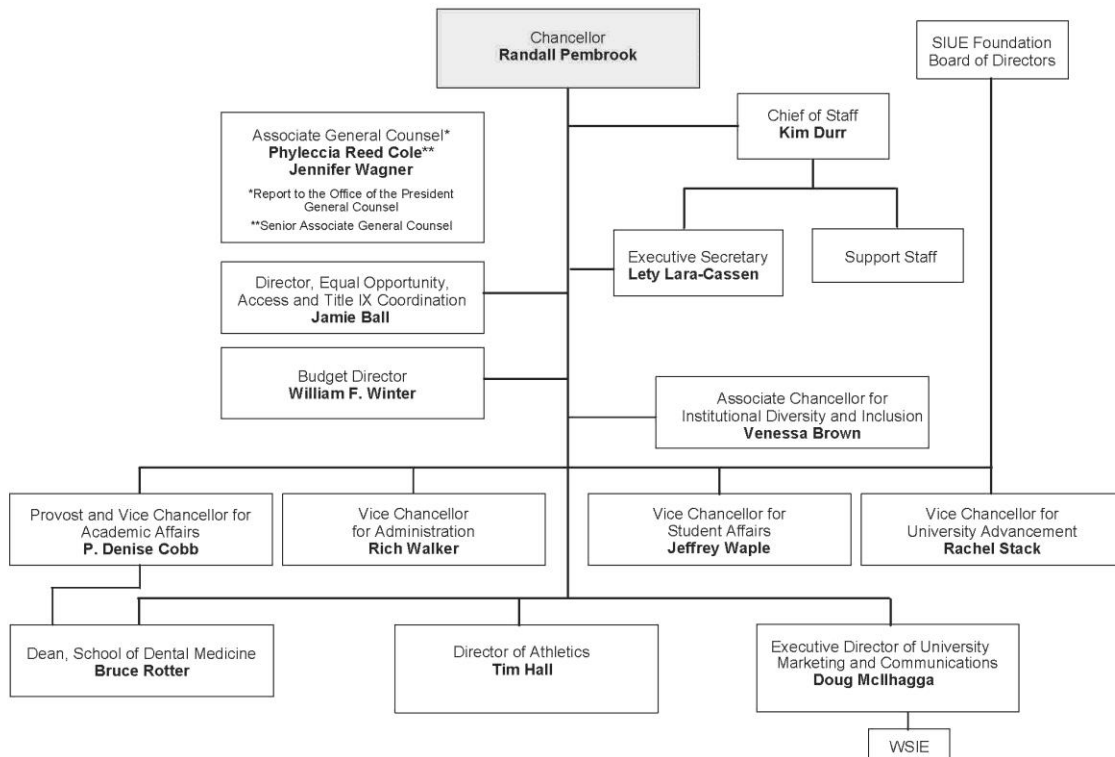 Chancellor
Randall Pembrook
SIUE Foundation
Board of Directors
Chief of Staff
Kim Durr
Associate General Counsel*
Phyleccia Reed Cole**
Jennifer Wagner
*Report to the Office of the President
General Counsel
**Senior Associate General Counsel
Executive Secretary
Lety Lara-Cassen
Support Staff
Director, Equal Opportunity,
Access and Title IX Coordination
Jamie Ball
Budget Director
William F. Winter
Associate Chancellor for
Institutional Diversity and Inclusion
Venessa Brown
Provost and Vice Chancellor for
Academic Affairs
P. Denise Cobb
Vice Chancellor
for Administration
Rich Walker
Vice Chancellor for
Student Affairs
Jeffrey Waple
Vice Chancellor for
University Advancement
Rachel Stack
Dean, School of Dental Medicine
Bruce Rotter
Director of Athletics
Tim Hall
Executive Director of University
Marketing and Communications
Doug McIlhagga
WSIE